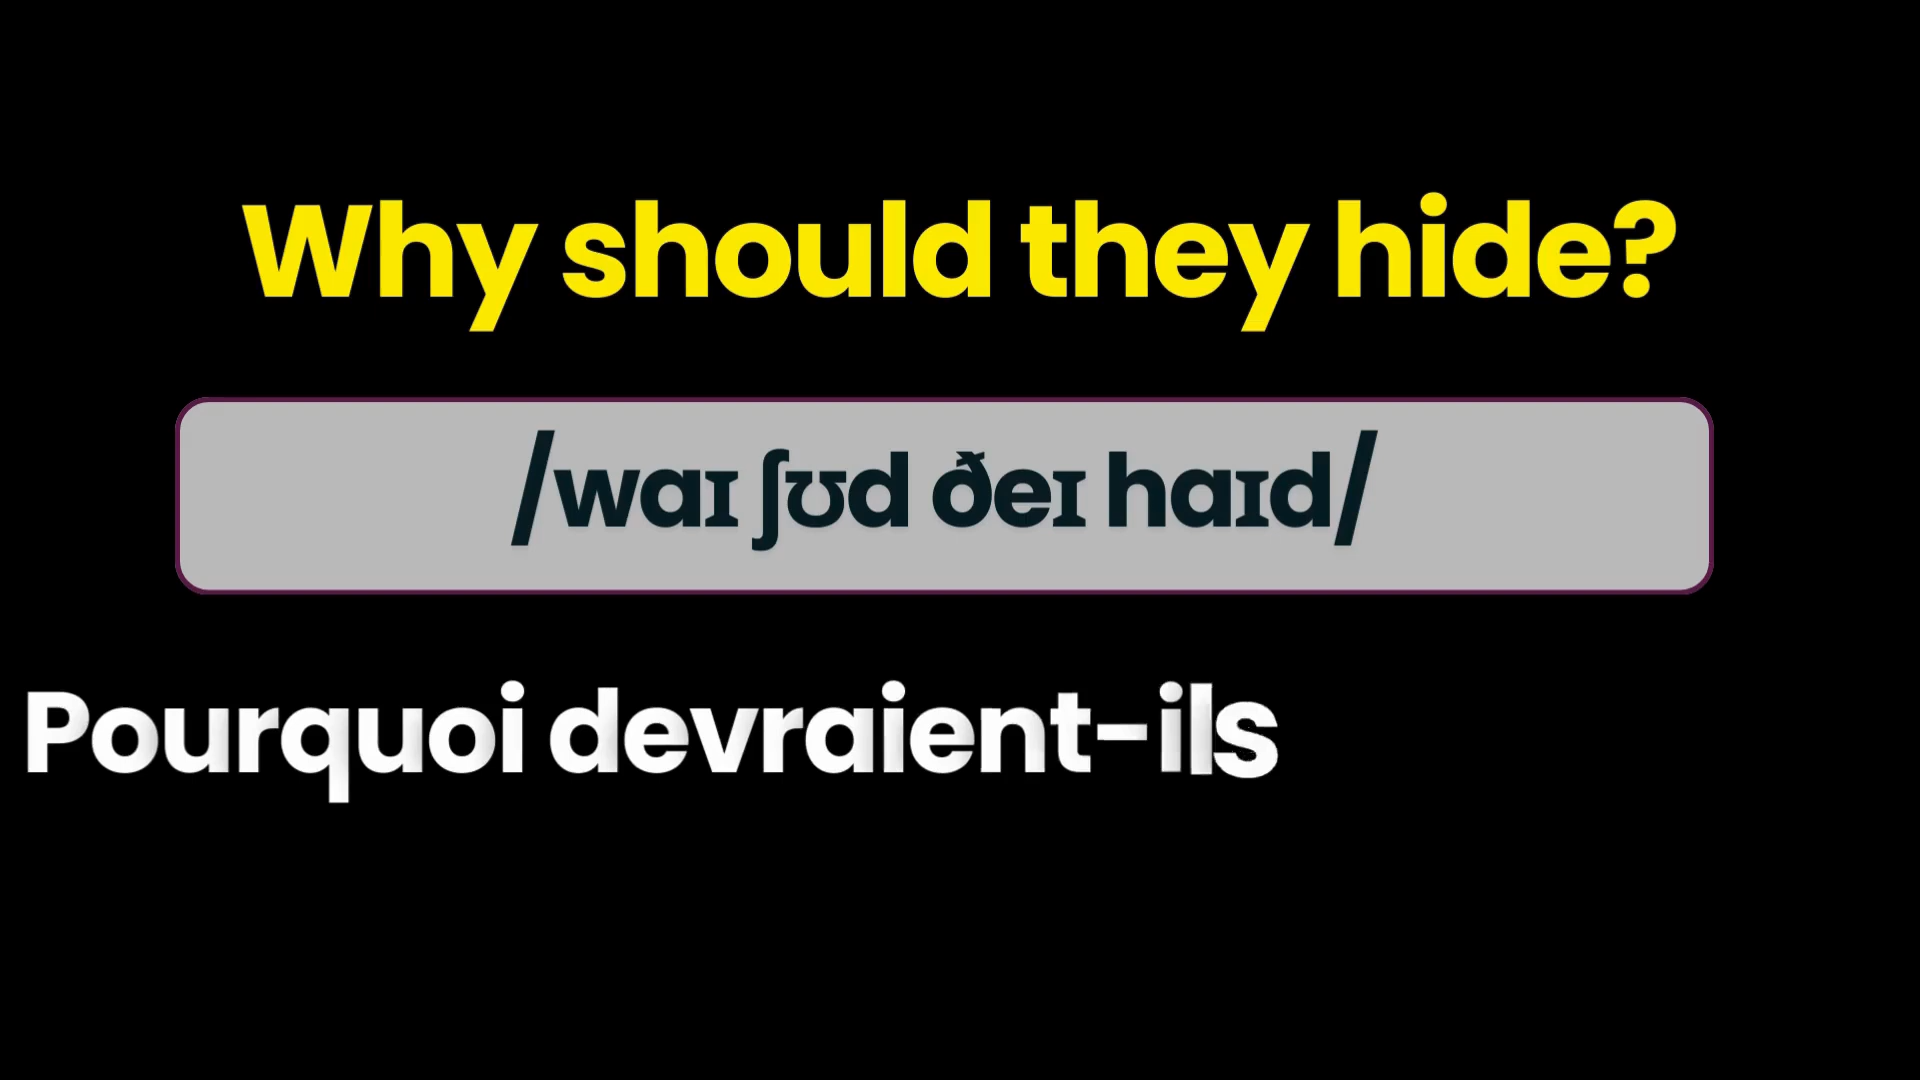 Why should they hide?
/waɪ ʃʊd ðeɪ haɪd/
Pourquoi devraient-ils